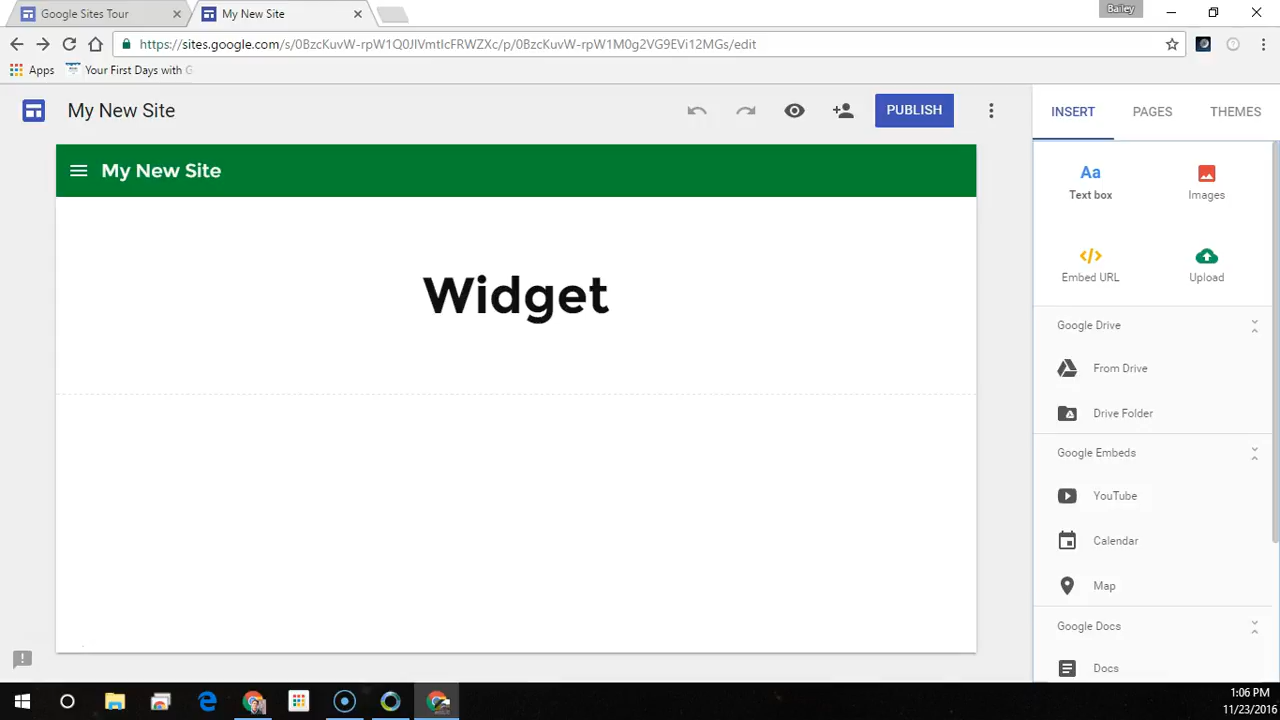 Google Sites Tour
My New Site
Bailey
https://sites.google.com/s/0BzcKuvW-rpW1Q0JIVmtIcFRWZXc/p/0BzcKuvW-rpW1M0g2VG9EVi12MGs/edit
Apps
Your First Days with G
My New Site
PUBLISH
INSERT
PAGES
THEMES
My New Site
Widget
Aa
Text box
Images
Embed URL
Upload
Google Drive
From Drive
Drive Folder
Google Embeds
YouTube
Calendar
Map
Google Docs
Docs
1:06 PM
11/23/2016